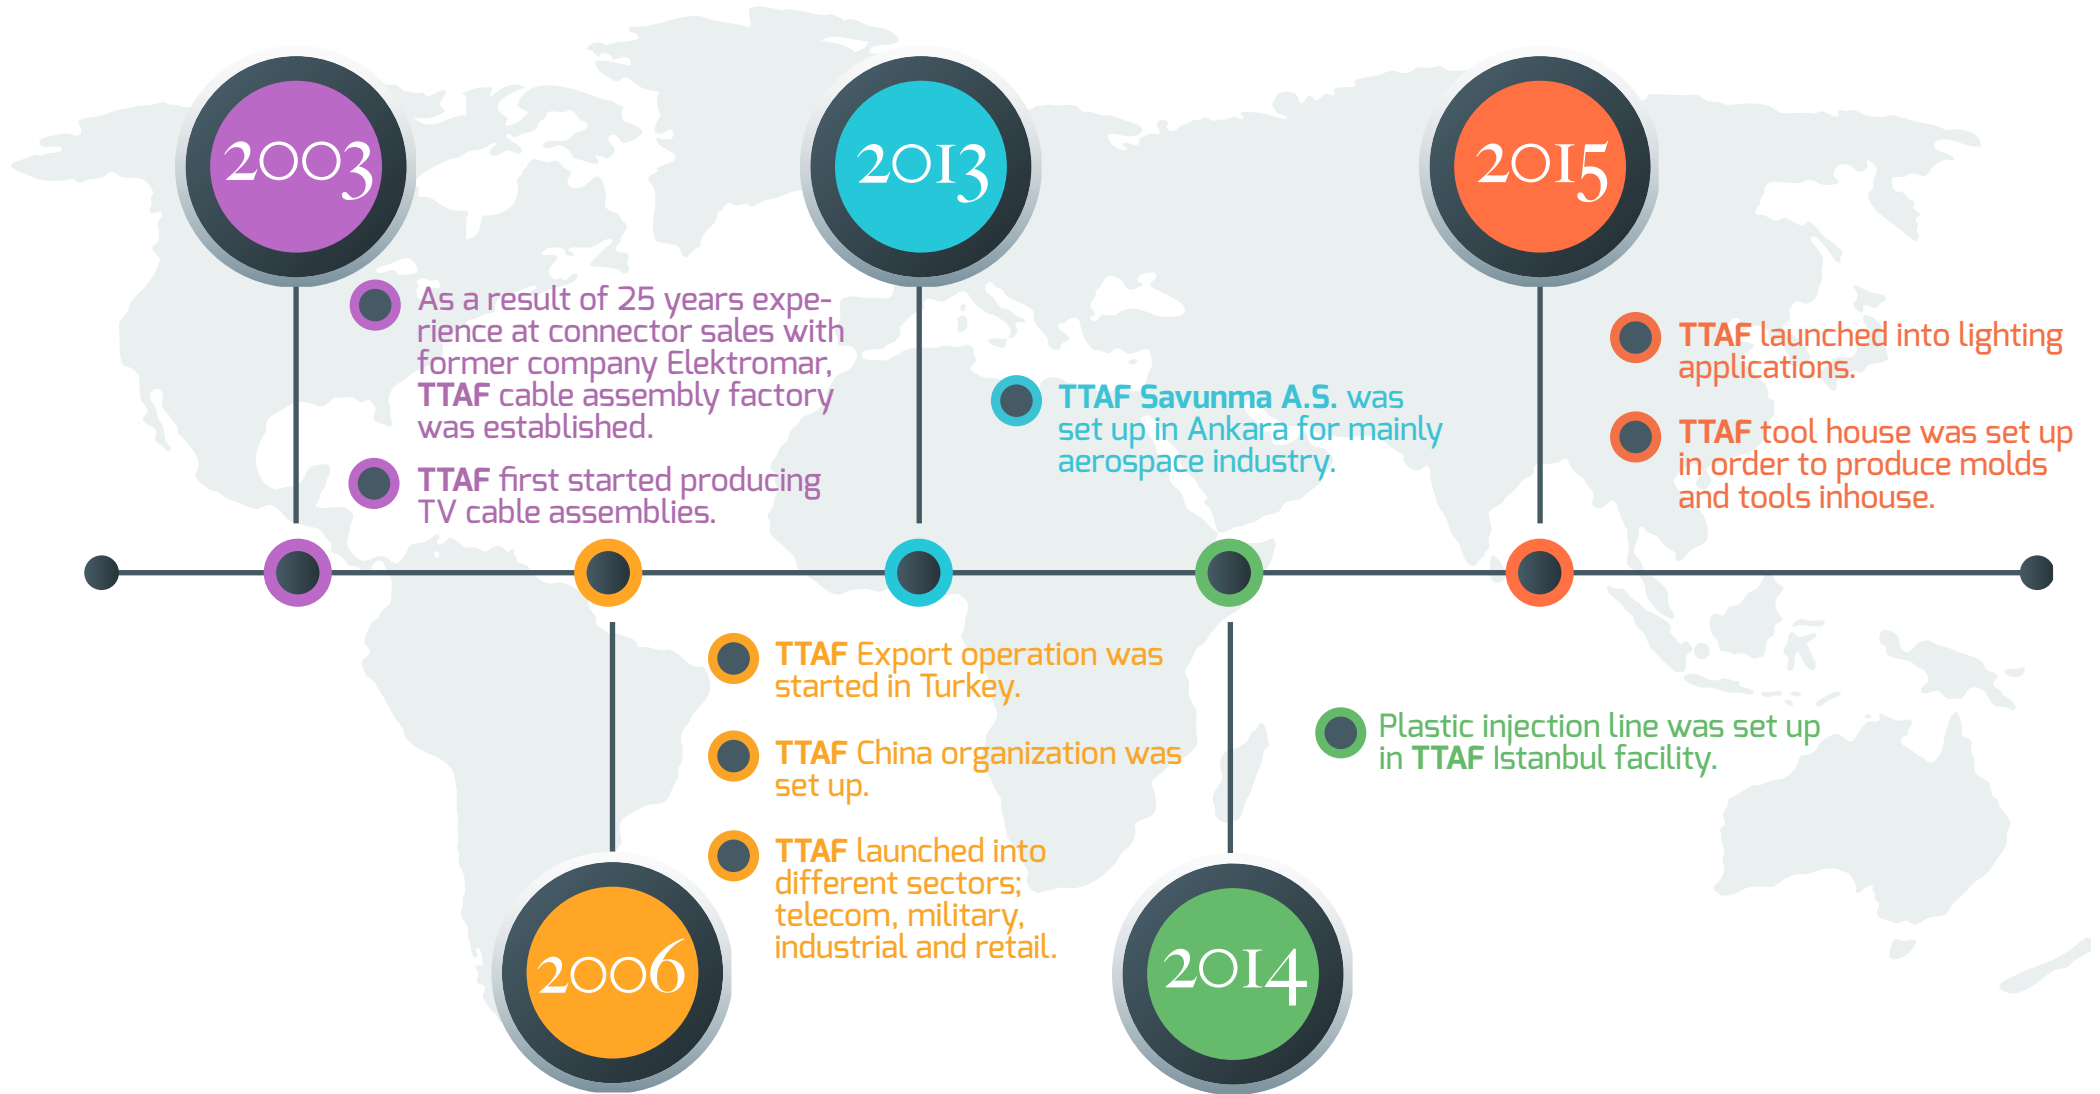 2003
As a result of 25 years expe-
rience at connector sales with
former company Elektromar,
TTAF cable assembly factory
was established.
TTAF first started producing
TV cable assemblies.
2006
TTAF Export operation was
started in Turkey.
TTAF China organization was
set up.
TTAF launched into
different sectors;
telecom, military,
industrial and retail.
2013
TTAF Savunma A.S. was
set up in Ankara for mainly
aerospace industry.
2014
Plastic injection line was set up
in TTAF Istanbul facility.
2015
TTAF launched into lighting
applications.
TTAF tool house was set up
in order to produce molds
and tools inhouse.